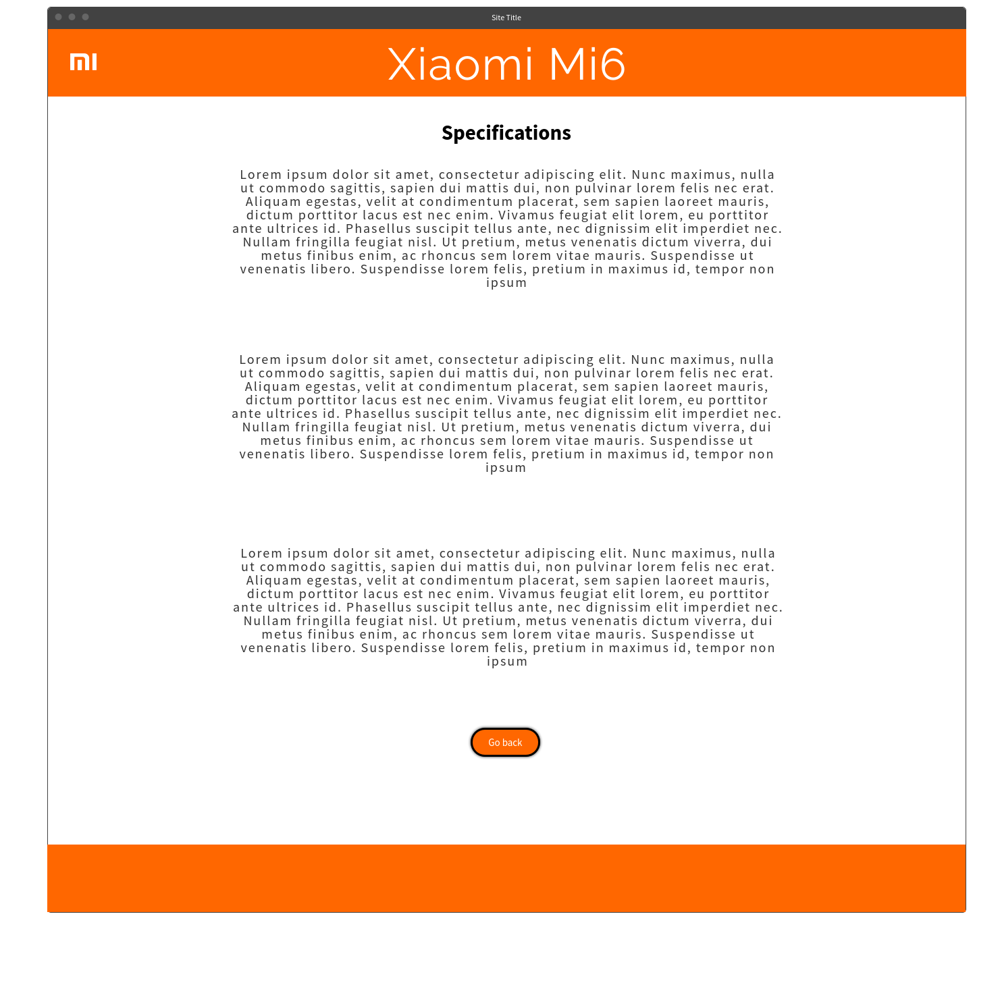 Site Title
mi
Xiaomi Mi6
Specifications
Lorem ipsum dolor sit amet, consectetur adipiscing elit. Nunc maximus, nulla
ut commodo sagittis, sapien dui mattis dui, non pulvinar lorem felis nec erat.
Aliquam egestas, velit at condimentum placerat, sem sapien laoreet mauris,
dictum porttitor lacus est nec enim. Vivamus feugiat elit lorem, eu porttitor
ante ultrices id. Phasellus suscipit tellus ante, nec dignissim elit imperdiet nec.
Nullam fringilla feugiat nisl. Ut pretium, metus venenatis dictum viverra, dui
metus finibus enim, ac rhoncus sem lorem vitae mauris. Suspendisse ut
venenatis libero. Suspendisse lorem felis, pretium in maximus id, tempor non
ipsum
Lorem ipsum dolor sit amet, consectetur adipiscing elit. Nunc maximus, nulla
ut commodo sagittis, sapien dui mattis dui, non pulvinar lorem felis nec erat.
Aliquam egestas, velit at condimentum placerat, sem sapien laoreet mauris,
dictum porttitor lacus est nec enim. Vivamus feugiat elit lorem, eu porttitor
ante ultrices id. Phasellus suscipit tellus ante, nec dignissim elit imperdiet nec.
Nullam fringilla feugiat nisl. Ut pretium, metus venenatis dictum viverra, dui
metus finibus enim, ac rhoncus sem lorem vitae mauris. Suspendisse ut
venenatis libero. Suspendisse lorem felis, pretium in maximus id, tempor non
ipsum
Lorem ipsum dolor sit amet, consectetur adipiscing elit. Nunc maximus, nulla
ut commodo sagittis, sapien dui mattis dui, non pulvinar lorem felis nec erat.
Aliquam egestas, velit at condimentum placerat, sem sapien laoreet mauris,
dictum porttitor lacus est nec enim. Vivamus feugiat elit lorem, eu porttitor
ante ultrices id. Phasellus suscipit tellus ante, nec dignissim elit imperdiet nec.
Nullam fringilla feugiat nisl. Ut pretium, metus venenatis dictum viverra, dui
metus finibus enim, ac rhoncus sem lorem vitae mauris. Suspendisse ut
venenatis libero. Suspendisse lorem felis, pretium in maximus id, tempor non
ipsum
Go back